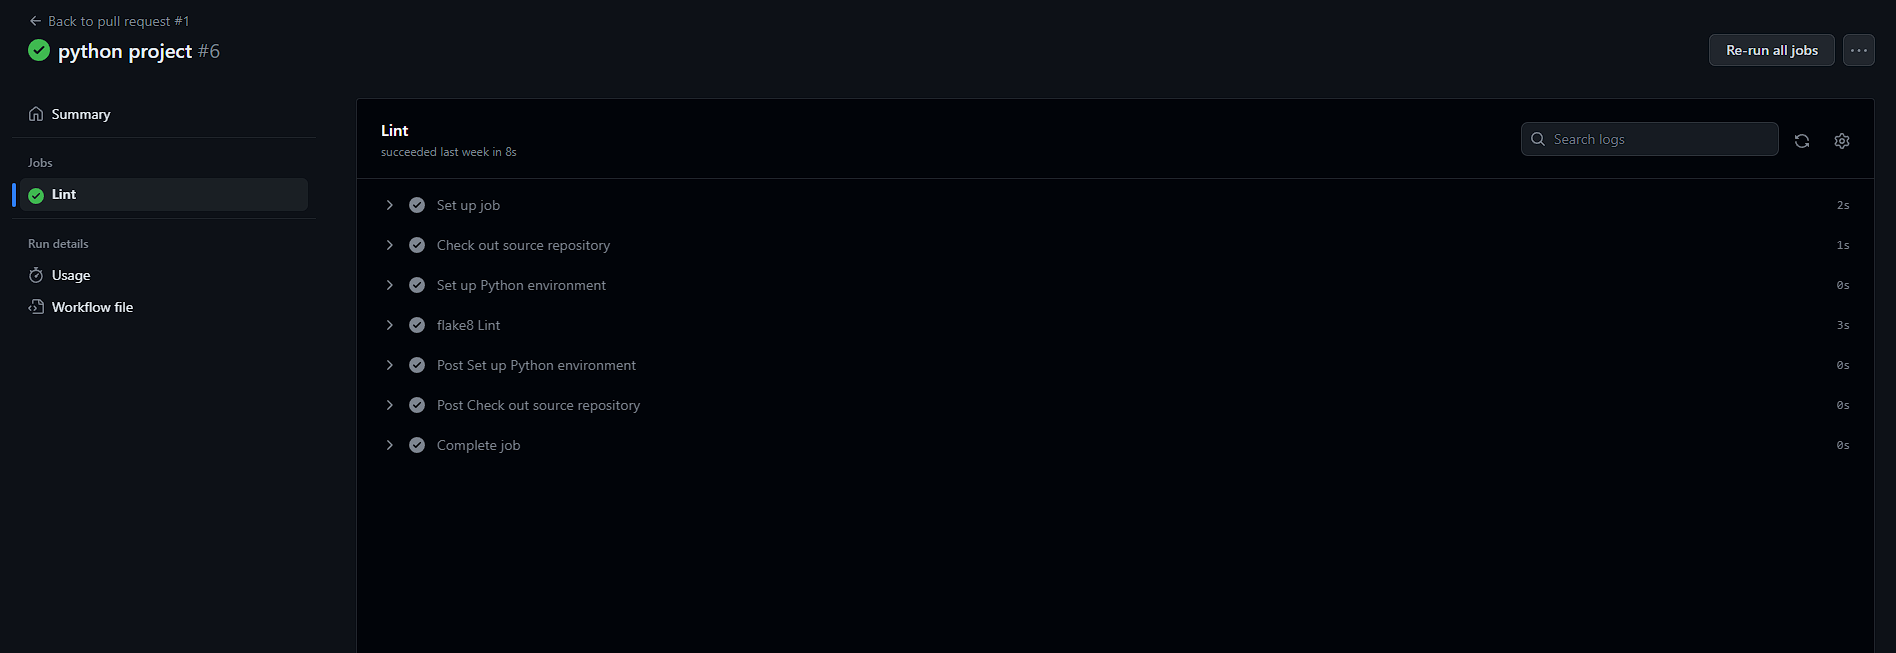 Back to pull request #1
python project #6
Re-run all jobs
Summary
Jobs
Lint
Run details
Usage
Workflow file
Lint
succeeded last week in 8s
Search logs
Set up job 2s
Check out source repository 1s
Set up Python environment 0s
flake8 Lint 3s
Post Set up Python environment 0s
Post Check out source repository 0s
Complete job 0s